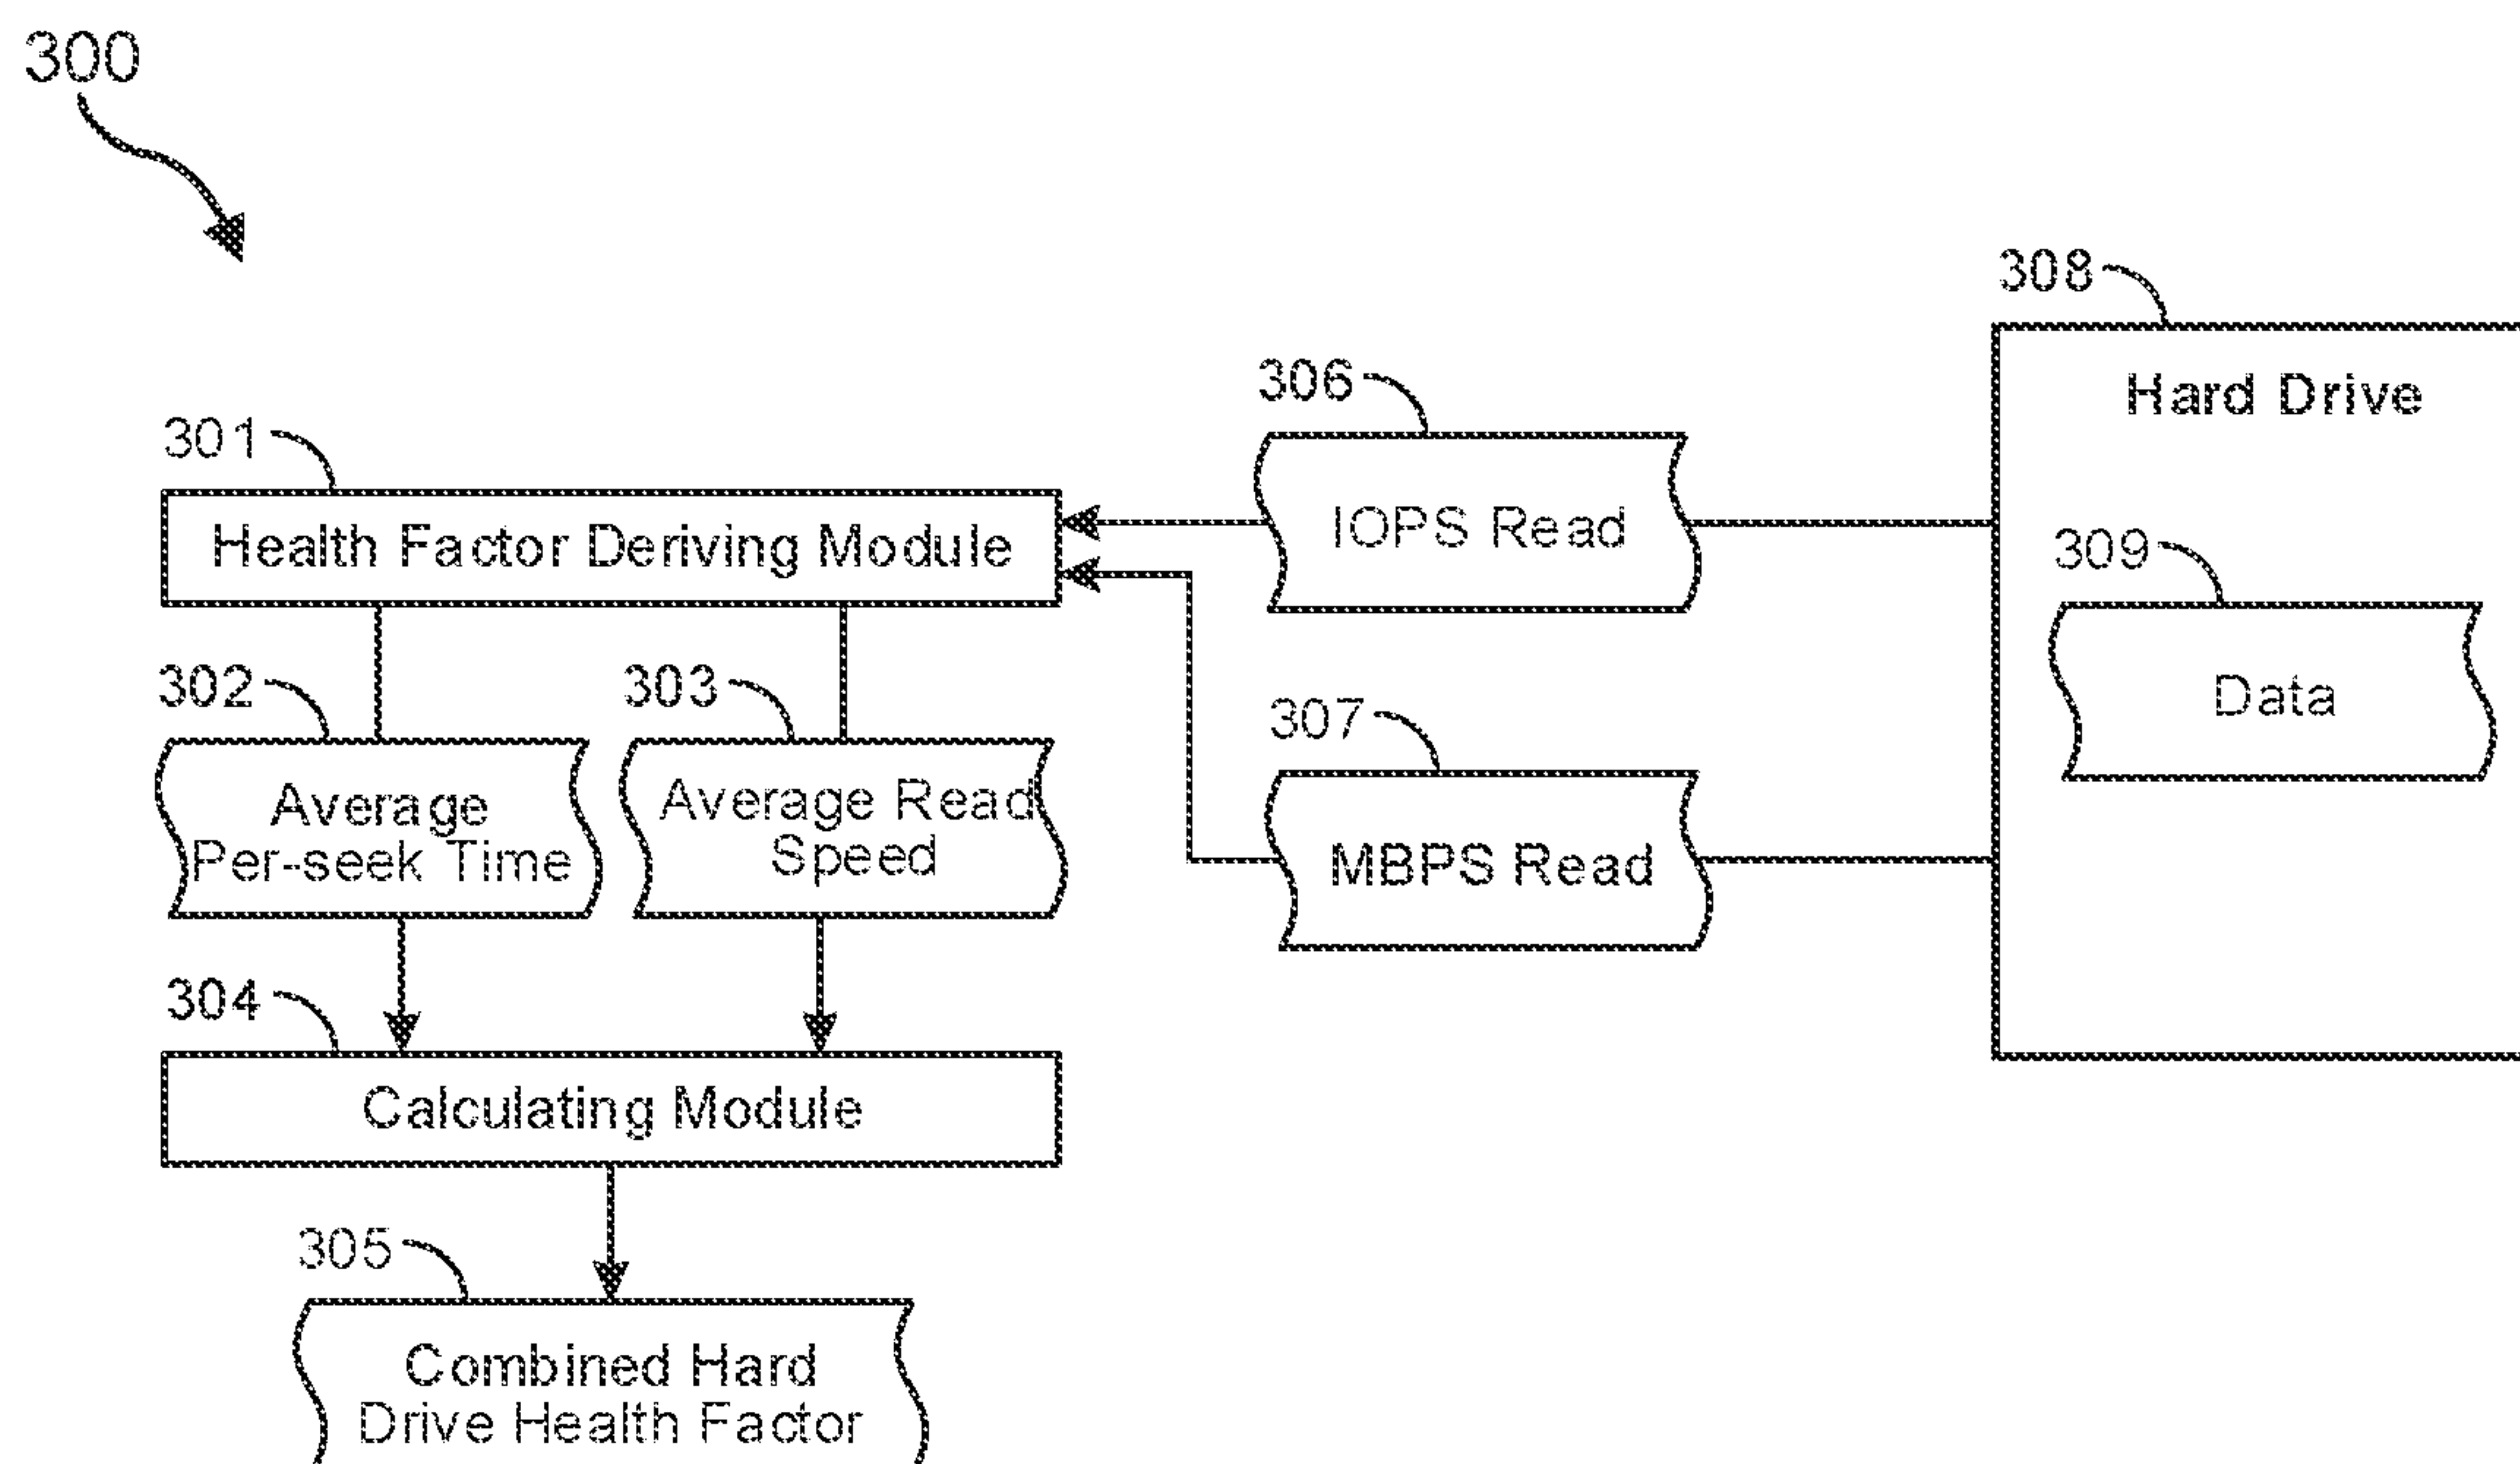 300
308
Hard Drive
306
IOPS Read
301
Health Factor Deriving Module
309
Data
302
Average
Per-seek Time
303
Average Read
Speed
307
MBPS Read
304
Calculating Module
305
Combined Hard
Drive Health Factor